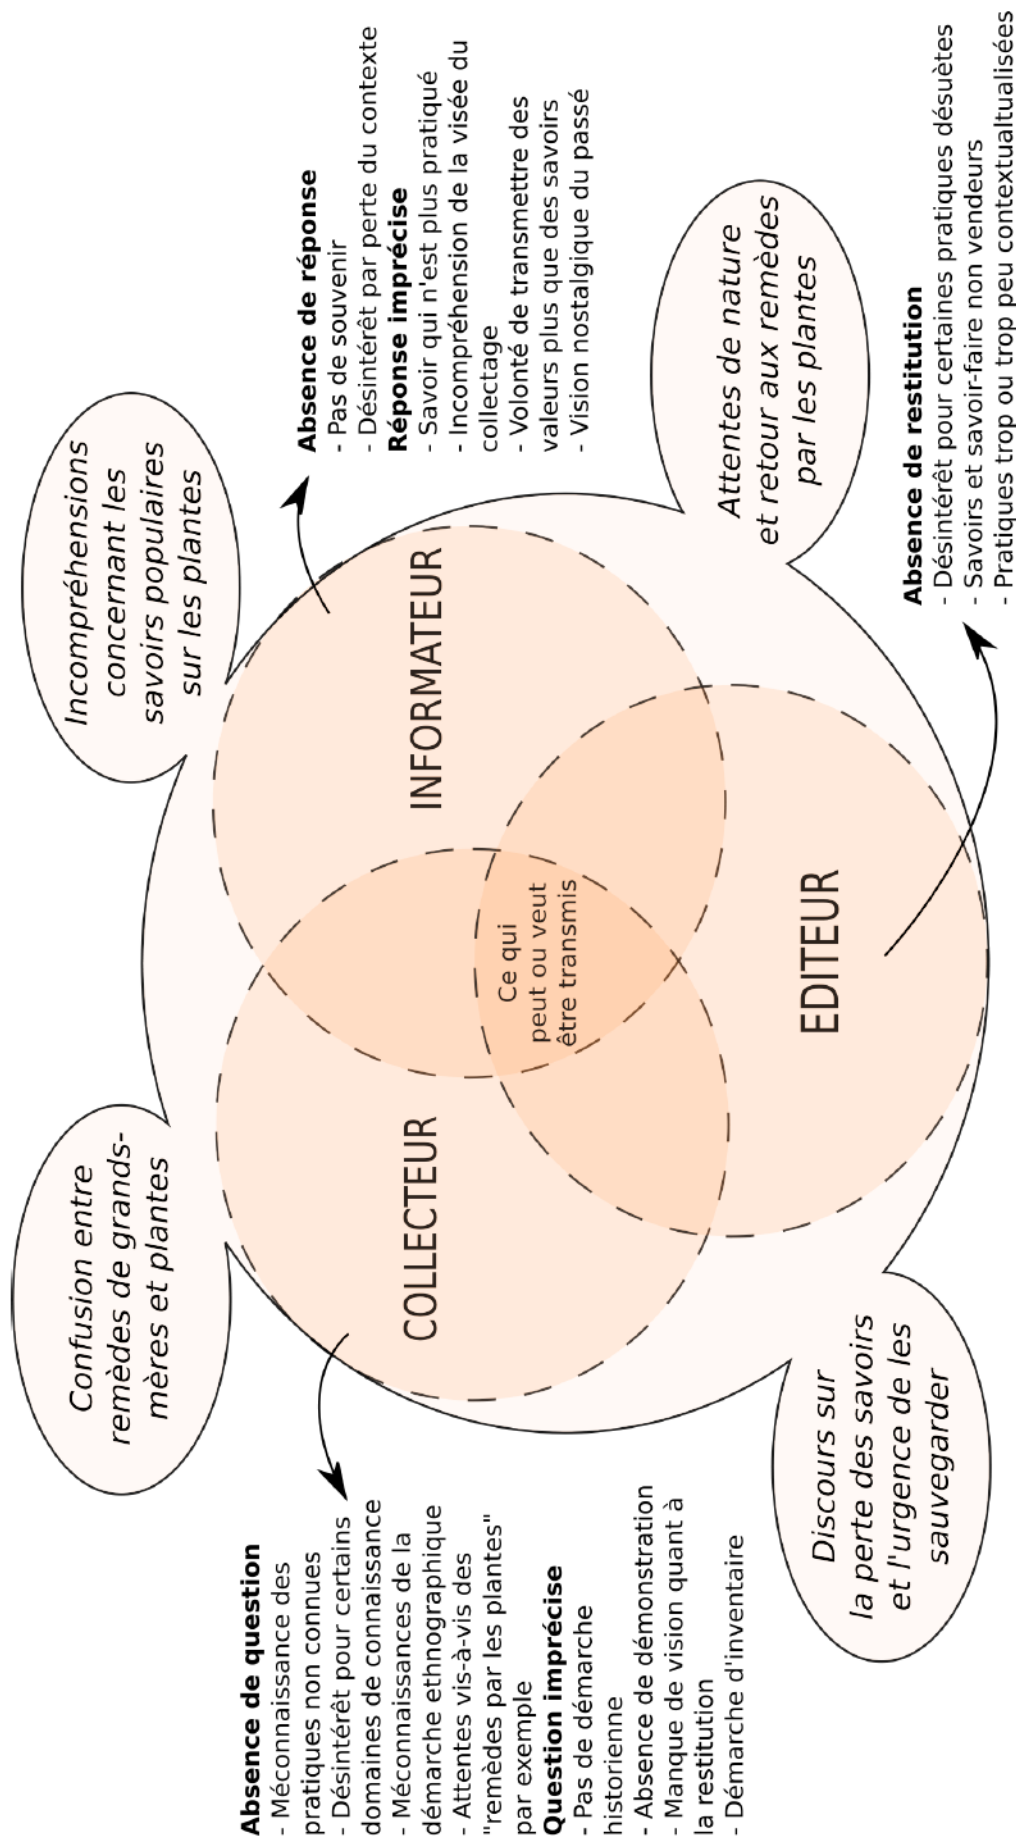 Confusion entre
remèdes de grands-
mères et plantes
Incompréhensions
concernant les
savoirs populaires
sur les plantes
Absence de question
- Méconnaissance des
pratiques non connues
- Désintérêt pour certains
domaines de connaissance
- Méconnaissances de la
démarche ethnographique
- Attentes vis-à-vis des
"remèdes par les plantes"
par exemple
Question imprécise
- Pas de démarche
historienne
- Absence de démonstration
- Manque de vision quant à
la restitution
- Démarche d'inventaire
COLLECTEUR
INFORMATEUR
Absence de réponse
- Pas de souvenir
- Désintérêt par perte du contexte
Réponse imprécise
- Savoir qui n'est plus pratiqué
- Incompréhension de la visée du
collectage
- Volonté de transmettre des
valeurs plus que des savoirs
- Vision nostalgique du passé
Ce qui
peut ou veut
être transmis
EDITEUR
Discours sur
la perte des savoirs
et l'urgence de les
sauvegarder
Attentes de nature
et retour aux remèdes
par les plantes
Absence de restitution
- Désintérêt pour certaines pratiques désuètes
- Savoirs et savoir-faire non vendeurs
- Pratiques trop ou trop peu contextualtualisées